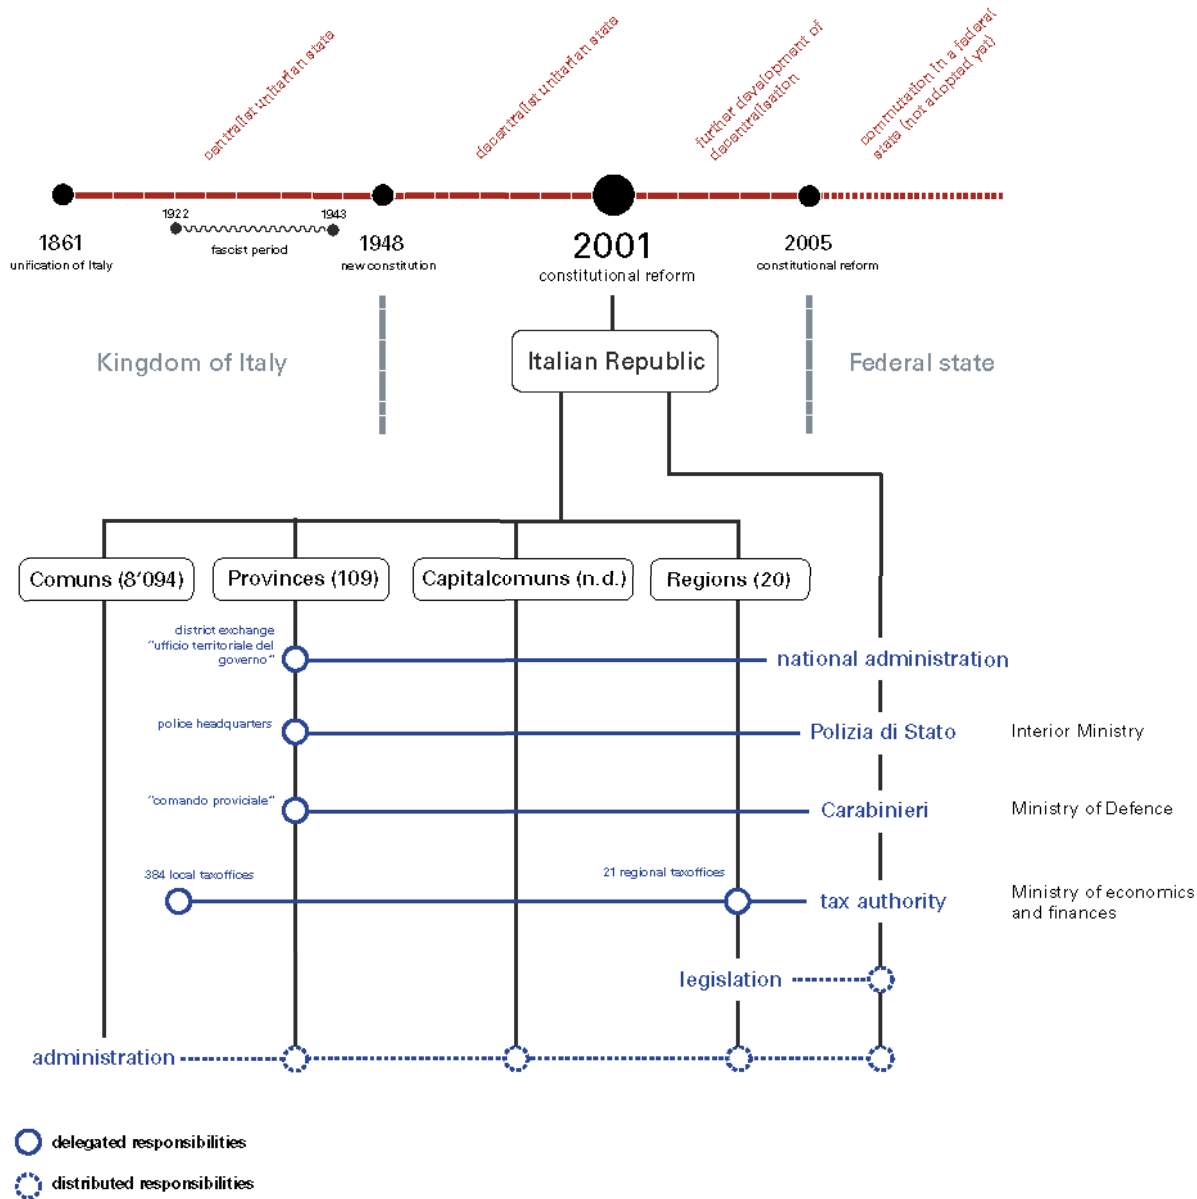 centralist unitarian state
decentralist unitarian state
further development of
decentralisation
commutation in a federal
state (not adopted yet)
1922
1943
1861
unification of Italy
fascist period
1948
new constitution
2001
constitutional reform
2005
constitutional reform
Kingdom of Italy
Italian Republic
Federal state
Comuns (8'094)
Provinces (109)
Capitalcomuns (n.d.)
Regions (20)
district exchange
"ufficio territoriale del
governo"
national administration
police headquarters
Polizia di Stato
Interior Ministry
"comando proviciale"
Carabinieri
Ministry of Defence
384 local taxoffices
21 regional taxoffices
tax authority
Ministry of economics
and finances
legislation
administration
delegated responsibilities
distributed responsibilities